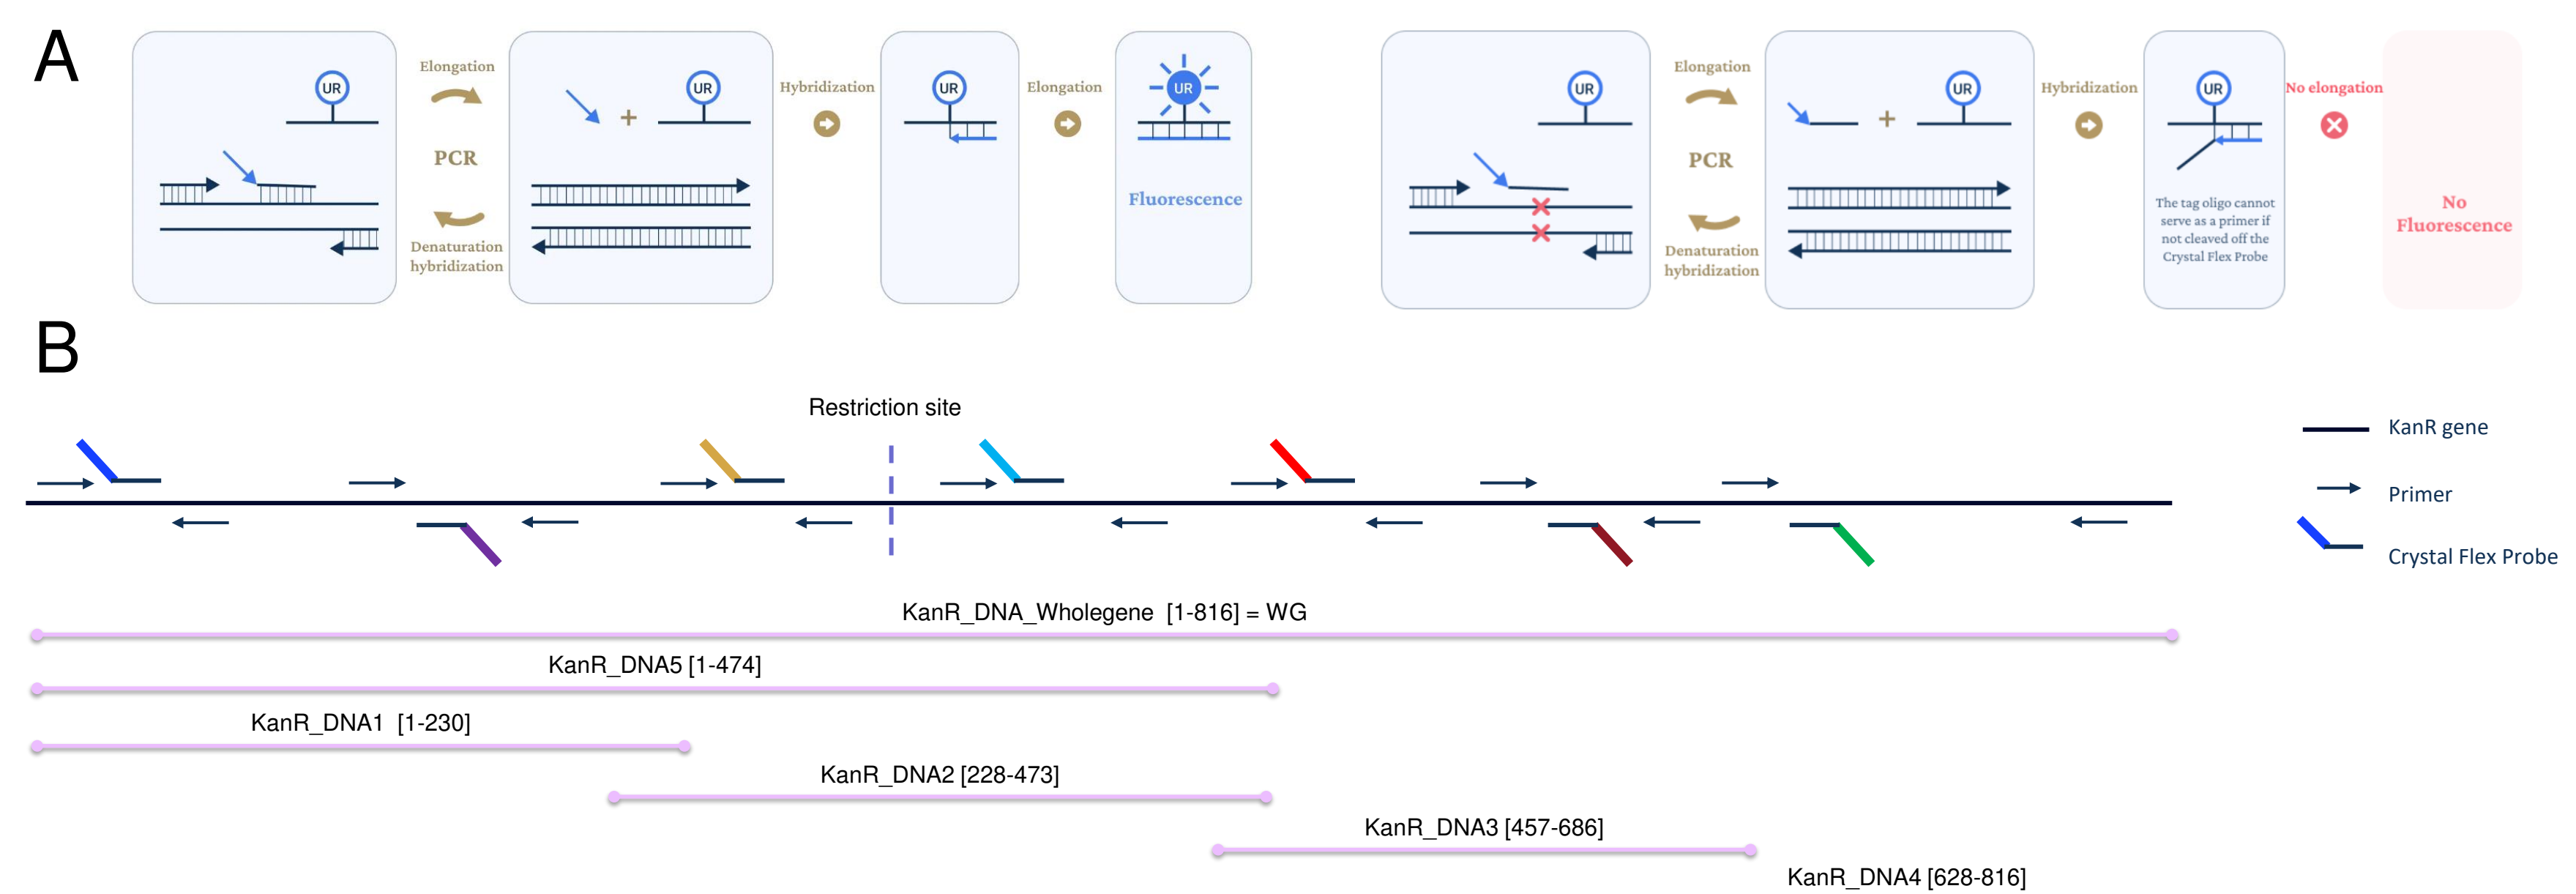 A
UR
Elongation
PCR
Denaturation
hybridization
UR
+
Hybridization
UR
Elongation
UR
Fluorescence
UR
Elongation
PCR
Denaturation
hybridization
UR
+
Hybridization
UR
The tag oligo cannot
serve as a primer if
not cleaved off the
Crystal Flex Probe
No elongation
No
Fluorescence
B
Restriction site
KanR gene
Primer
Crystal Flex Probe
KanR_DNA_Wholegene [1-816] = WG
KanR_DNA5 [1-474]
KanR_DNA1 [1-230]
KanR_DNA2 [228-473]
KanR_DNA3 [457-686]
KanR_DNA4 [628-816]